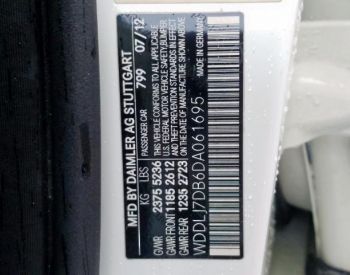 MFD BY DAIMLER AG STUTTGART
PASSENGER CAR 799 07/12
KG LBS
GVWR 2375 5236
GAWR FRONT 1185 2612
GAWR REAR 1235 2723
THIS VEHICLE CONFORMS TO ALL APPLICABLE
U.S. FEDERAL MOTOR VEHICLE SAFETY, BUMPER,
AND THEFT PREVENTION STANDARDS IN EFFECT
ON THE DATE OF MANUFACTURE SHOWN ABOVE
WDDLJ7DB6DA061695
MADE IN GERMANY